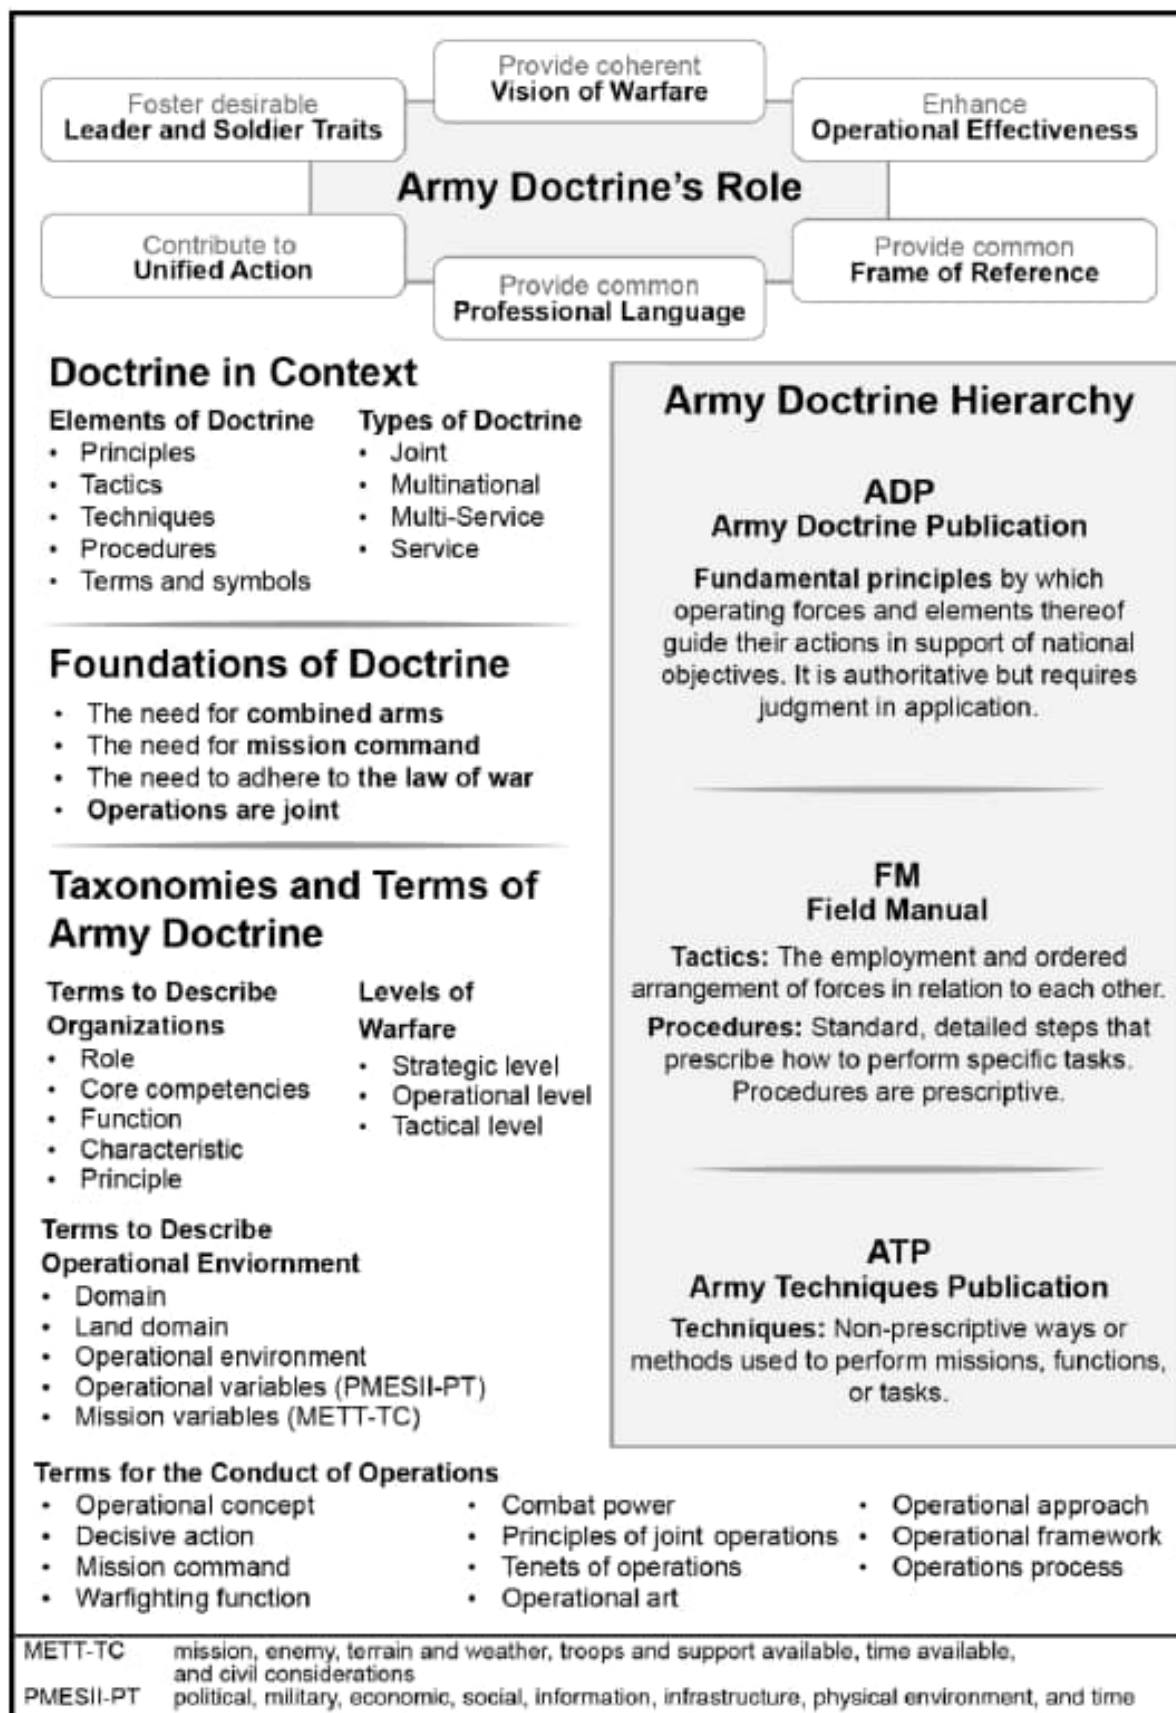 Provide coherent
Vision of Warfare
Foster desirable
Leader and Soldier Traits
Enhance
Operational Effectiveness
Army Doctrine's Role
Contribute to
Unified Action
Provide common
Frame of Reference
Provide common
Professional Language
Doctrine in Context
Elements of Doctrine
• Principles
• Tactics
• Techniques
• Procedures
• Terms and symbols
Types of Doctrine
• Joint
• Multinational
• Multi-Service
• Service
Foundations of Doctrine
• The need for combined arms
• The need for mission command
• The need to adhere to the law of war
• Operations are joint
Taxonomies and Terms of
Army Doctrine
Terms to Describe
Organizations
• Role
• Core competencies
• Function
• Characteristic
• Principle
Levels of
Warfare
• Strategic level
• Operational level
• Tactical level
Terms to Describe
Operational Enviornment
• Domain
• Land domain
• Operational environment
• Operational variables (PMESII-PT)
• Mission variables (METT-TC)
Army Doctrine Hierarchy
ADP
Army Doctrine Publication
Fundamental principles by which
operating forces and elements thereof
guide their actions in support of national
objectives. It is authoritative but requires
judgment in application.
FM
Field Manual
Tactics: The employment and ordered
arrangement of forces in relation to each other.
Procedures: Standard, detailed steps that
prescribe how to perform specific tasks.
Procedures are prescriptive.
ATP
Army Techniques Publication
Techniques: Non-prescriptive ways or
methods used to perform missions, functions,
or tasks.
Terms for the Conduct of Operations
• Operational concept
• Decisive action
• Mission command
• Warfighting function
• Combat power
• Principles of joint operations
• Tenets of operations
• Operational art
• Operational approach
• Operational framework
• Operations process
METT-TC mission, enemy, terrain and weather, troops and support available, time available,
and civil considerations
PMESII-PT political, military, economic, social, information, infrastructure, physical environment, and time